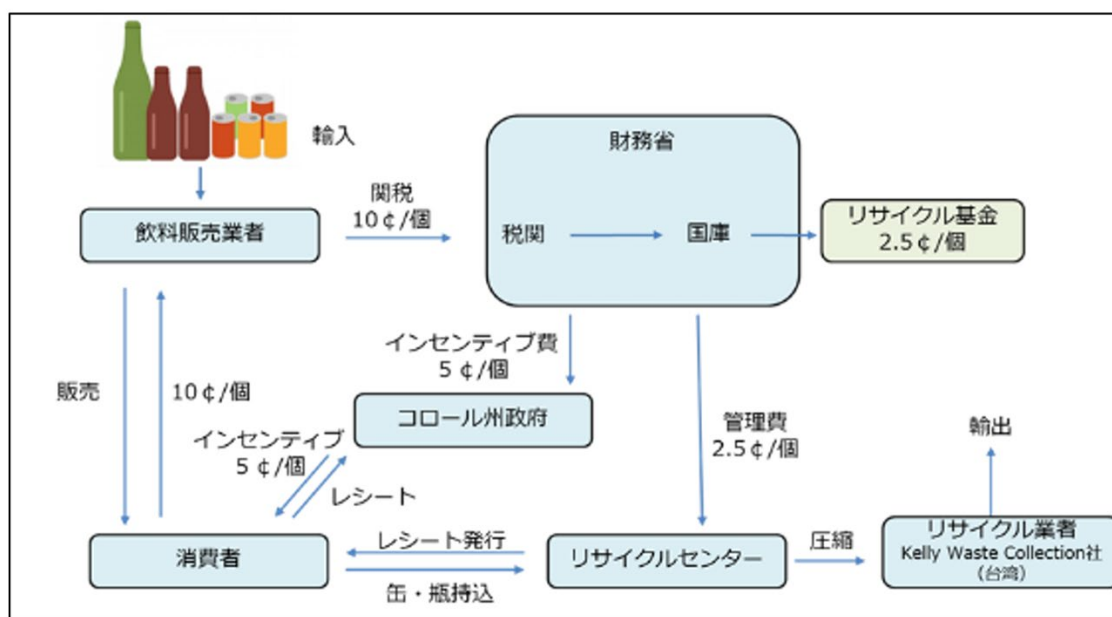 輸入
財務省
関税
10￠/個
飲料販売業者
税関
国庫
リサイクル基金
2.5￠/個
インセンティブ費
5￠/個
販売
10￠/個
コロール州政府
管理費
2.5￠/個
輸出
インセンティブ
5￠/個
レシート
消費者
レシート発行
缶・瓶持込
リサイクルセンター
圧縮
リサイクル業者
Kelly Waste Collection社
（台湾）